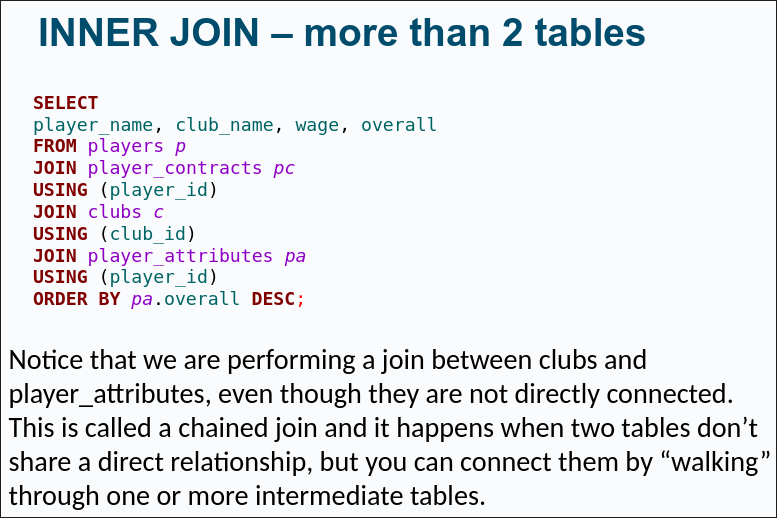 INNER JOIN – more than 2 tables
SELECT
player_name, club_name, wage, overall
FROM players p
JOIN player_contracts pc
USING (player_id)
JOIN clubs c
USING (club_id)
JOIN player_attributes pa
USING (player_id)
ORDER BY pa.overall DESC;
Notice that we are performing a join between clubs and
player_attributes, even though they are not directly connected.
This is called a chained join and it happens when two tables don’t
share a direct relationship, but you can connect them by “walking”
through one or more intermediate tables.